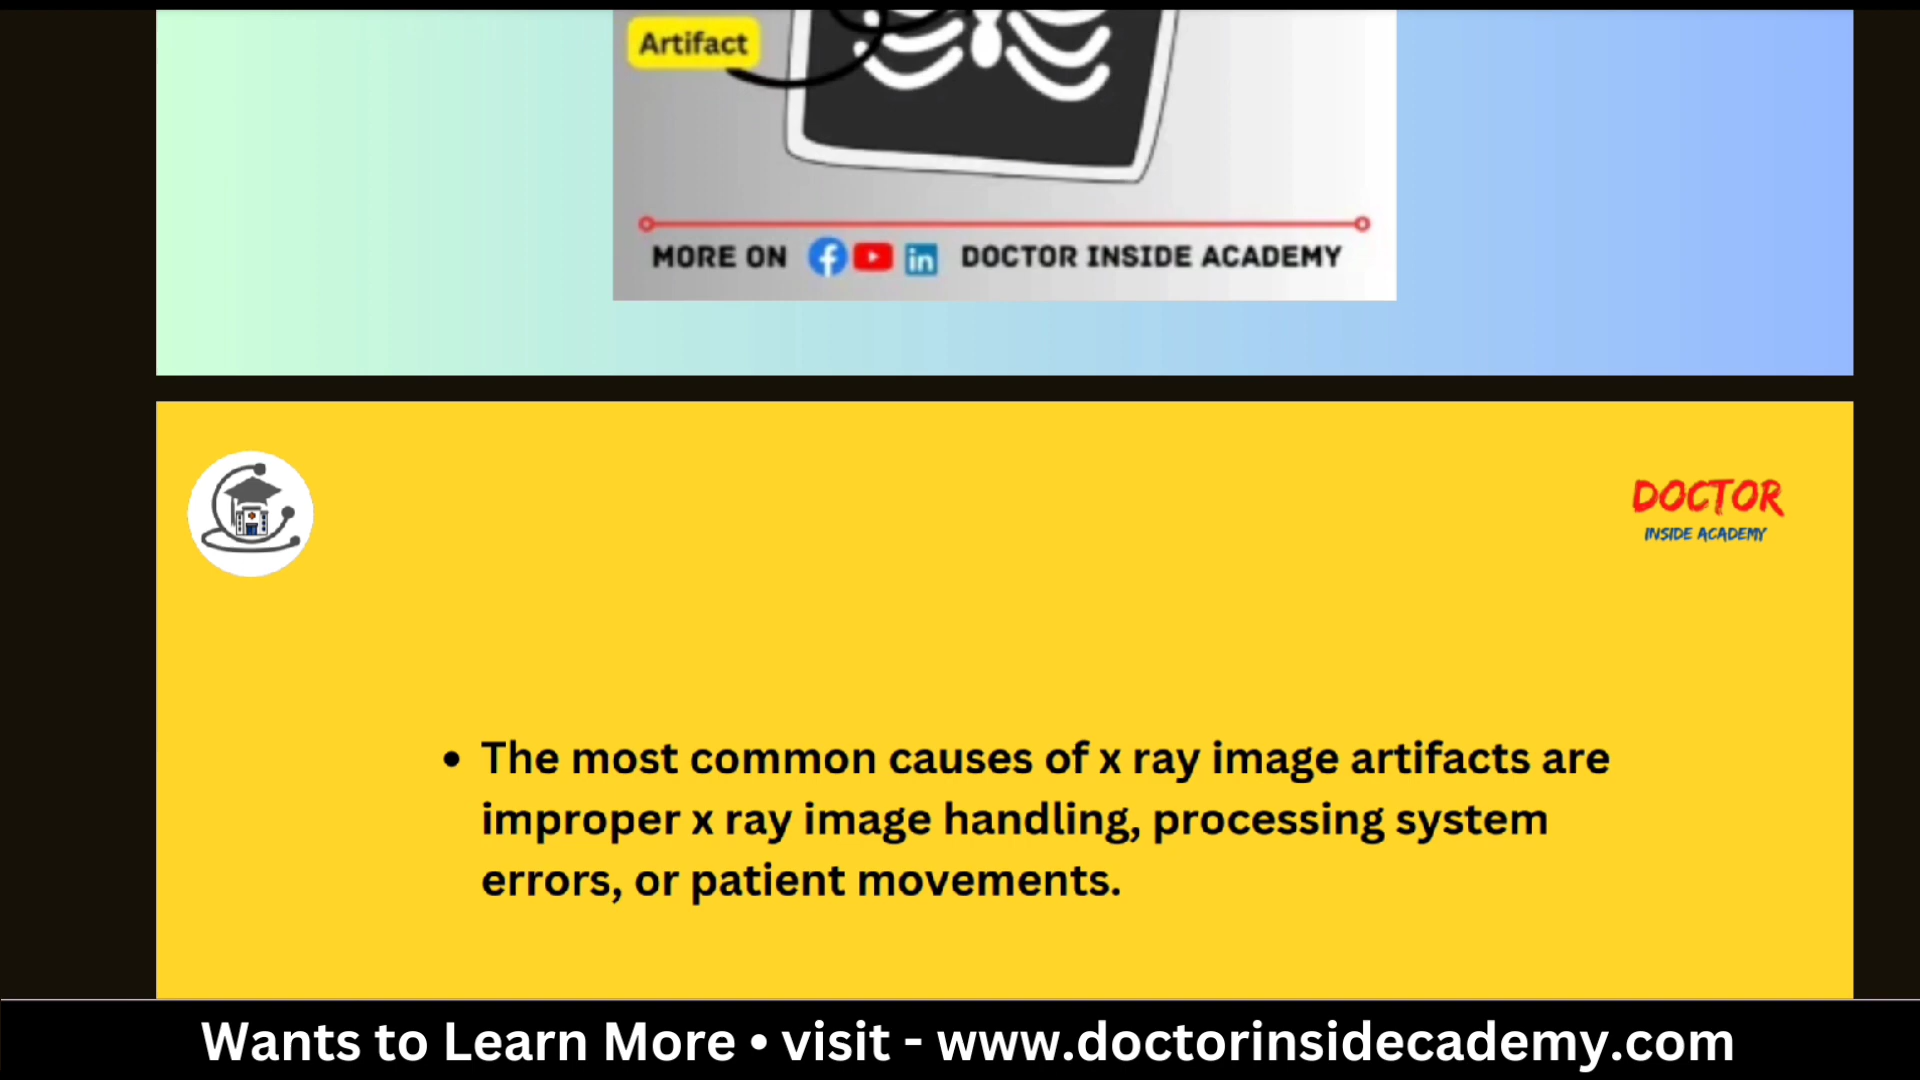 Artifact
MORE ON DOCTOR INSIDE ACADEMY
DOCTOR
INSIDE ACADEMY
• The most common causes of x ray image artifacts are
improper x ray image handling, processing system
errors, or patient movements.
Wants to Learn More • visit - www.doctorinsidecademy.com